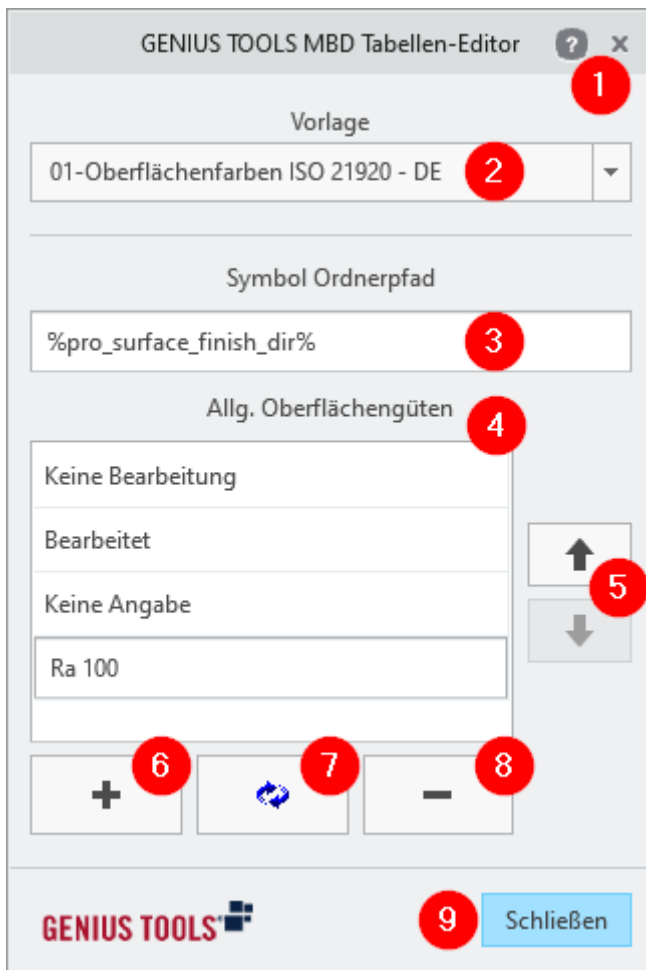 GENIUS TOOLS MBD Tabellen-Editor ? ×
1
Vorlage
01-Oberflächenfarben ISO 21920 - DE 2
Symbol Ordnerpfad
%pro_surface_finish_dir% 3
Allg. Oberflächengüten 4
Keine Bearbeitung
Bearbeitet
Keine Angabe
5
Ra 100
6 7 8
GENIUS TOOLS 9 Schließen